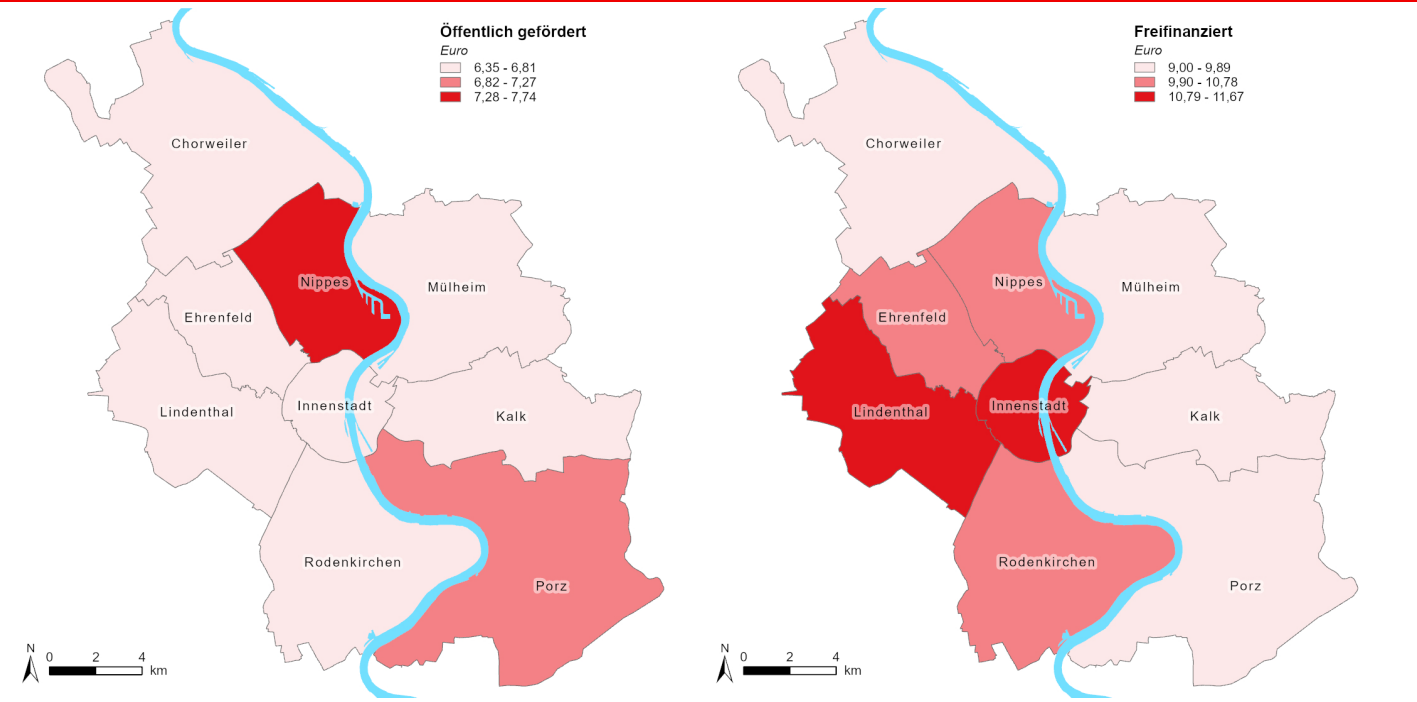 Öffentlich gefördert
Euro
6,35 - 6,81
6,82 - 7,27
7,28 - 7,74
Chorweiler
Nippes
Mülheim
Ehrenfeld
Lindenthal
Innenstadt
Kalk
Rodenkirchen
Porz
N
0 2 4
km
Freifinanziert
Euro
9,00 - 9,89
9,90 - 10,78
10,79 - 11,67
Chorweiler
Nippes
Mülheim
Ehrenfeld
Lindenthal
Innenstadt
Kalk
Rodenkirchen
Porz
N
0 2 4
km